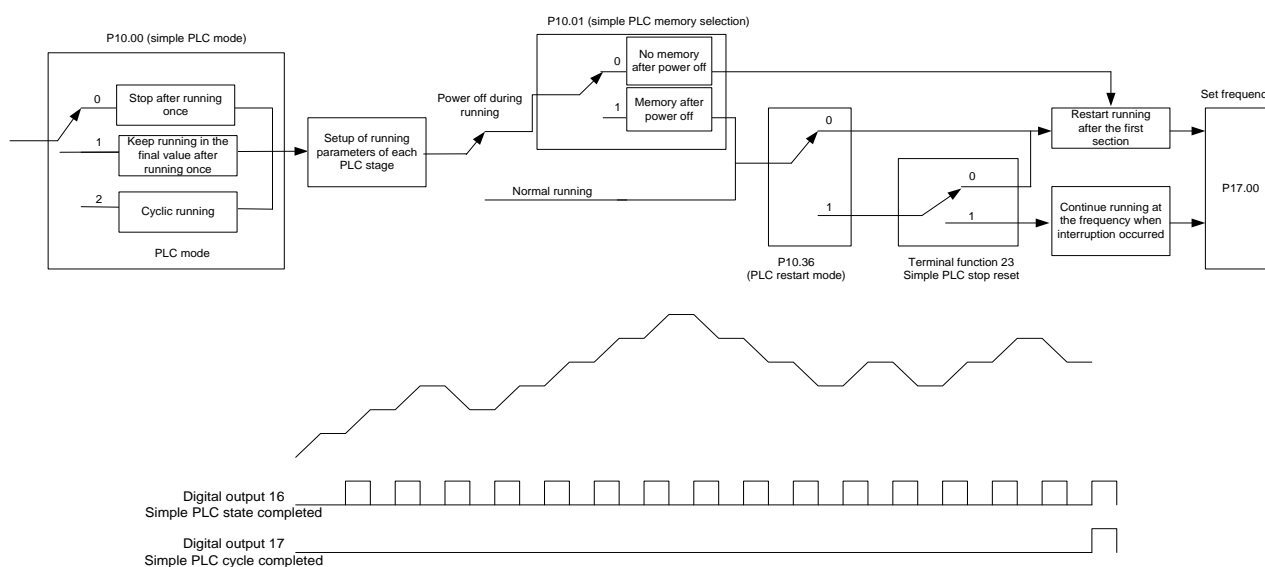 P10.00 (simple PLC mode)
0
Stop after running
once
1
Keep running in the
final value after
running once
2
Cyclic running
PLC mode
Setup of running
parameters of each
PLC stage
Power off during
running
Normal running
P10.01 (simple PLC memory selection)
0
No memory
after power off
1
Memory after
power off
0
1
P10.36
(PLC restart mode)
0
1
Terminal function 23
Simple PLC stop reset
Restart running
after the first
section
Continue running at
the frequency when
interruption occurred
Set frequency
P17.00
Digital output 16
Simple PLC state completed
Digital output 17
Simple PLC cycle completed